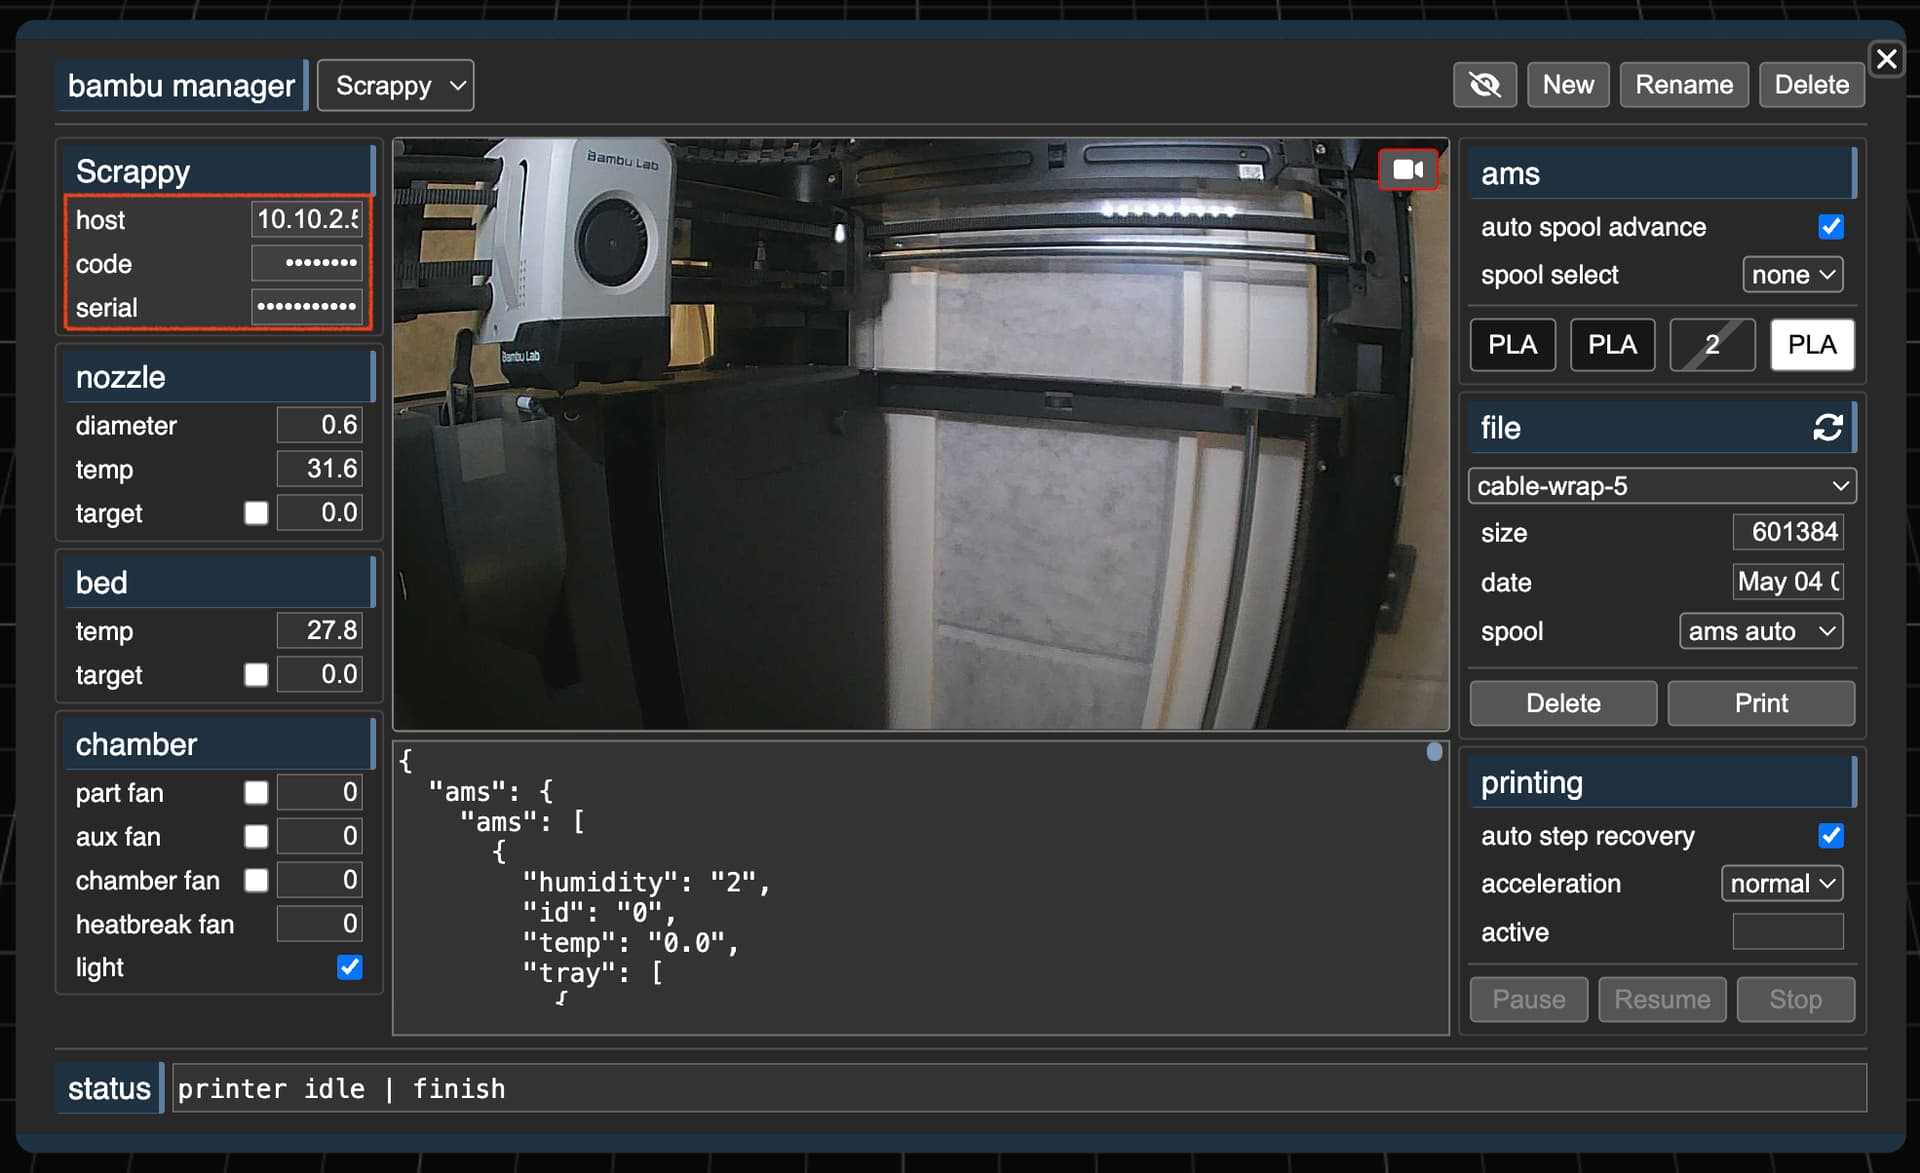 bambu manager
Scrappy
New
Rename
Delete
Scrappy
host 10.10.2.5
code ••••••••
serial •••••••••••
nozzle
diameter 0.6
temp 31.6
target 0.0
bed
temp 27.8
target 0.0
chamber
part fan 0
aux fan 0
chamber fan 0
heatbreak fan 0
light
Bambu Lab
Bambu Lab
{
"ams": {
"ams": [
{
"humidity": "2",
"id": "0",
"temp": "0.0",
"tray": [
{
ams
auto spool advance
spool select none
PLA PLA 2 PLA
file
cable-wrap-5
size 601384
date May 04
spool ams auto
Delete Print
printing
auto step recovery
acceleration normal
active
Pause Resume Stop
status printer idle | finish